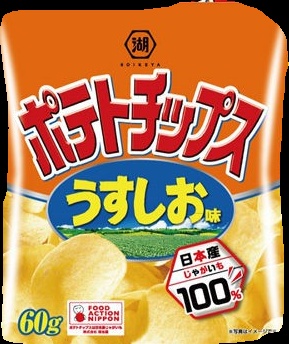 湖
KOIKEYA
ポテトチップス
うすしお味
日本産
じゃがいも
100%
FOOD
ACTION
NIPPON
60g
※写真はイメージです。